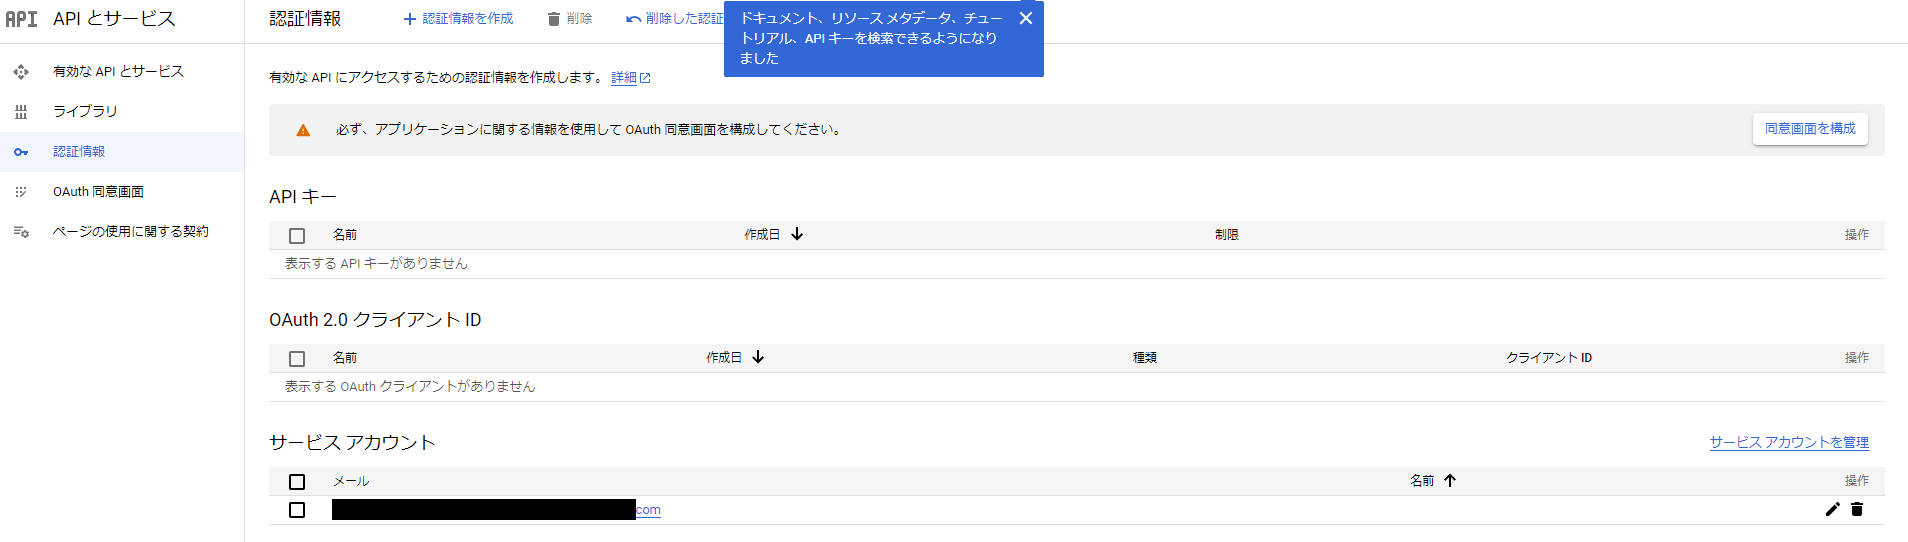 API API とサービス
認証情報
認証情報を作成
削除
削除した認証
ドキュメント、リソース メタデータ、チュー
トリアル、API キーを検索できるようになり
ました
有効な API とサービス
ライブラリ
認証情報
OAuth 同意画面
ページの使用に関する契約
有効な API にアクセスするための認証情報を作成します。 詳細
必ず、アプリケーションに関する情報を使用して OAuth 同意画面を構成してください。
同意画面を構成
API キー
名前 作成日 制限 操作
表示する API キーがありません
OAuth 2.0 クライアント ID
名前 作成日 種類 クライアント ID 操作
表示する OAuth クライアントがありません
サービス アカウント
サービス アカウントを管理
メール 名前 操作
com